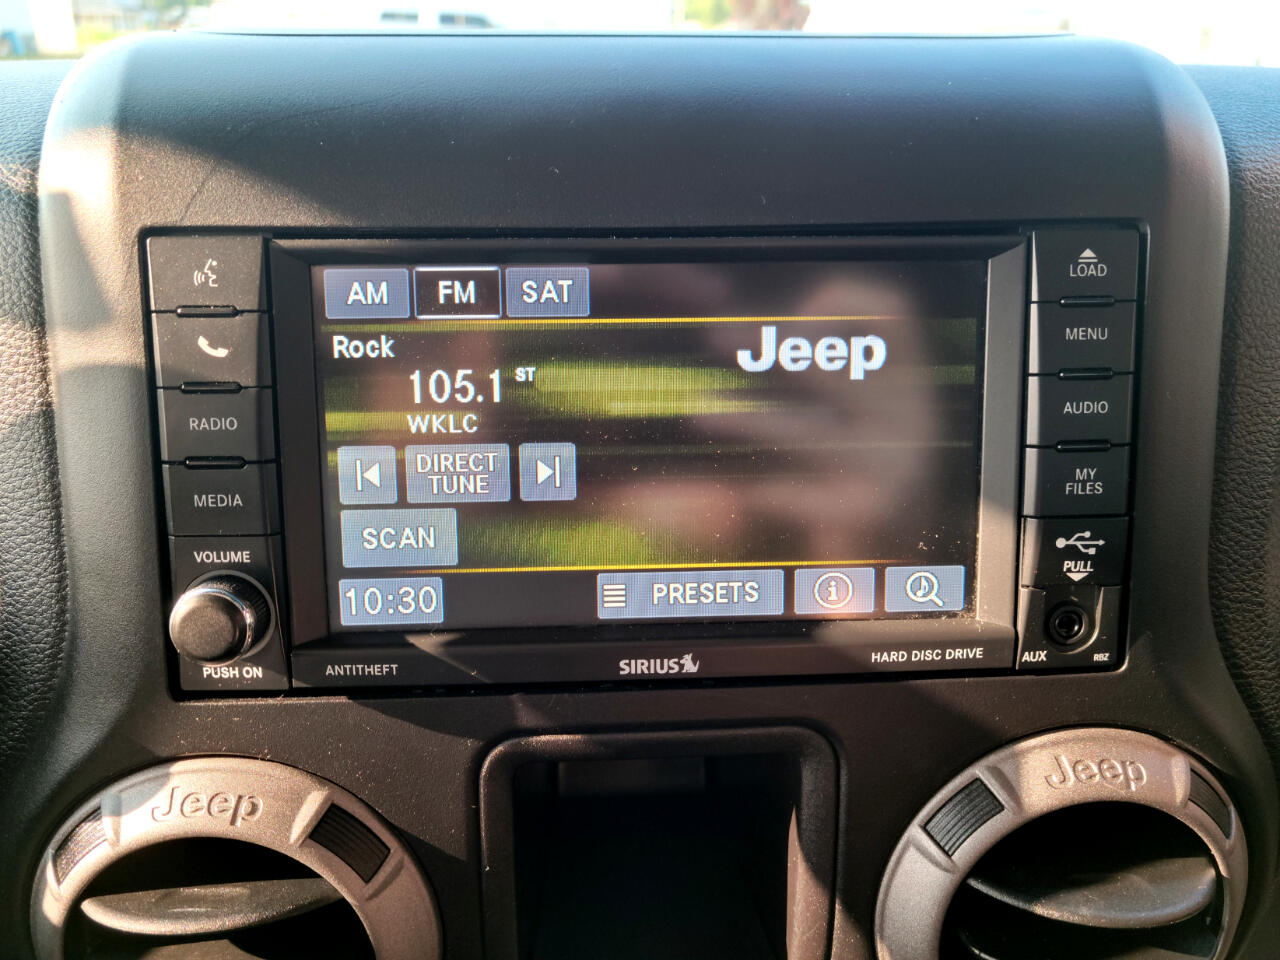 AM FM SAT
Rock
Jeep
105.1 ST
WKLC
DIRECT
TUNE
SCAN
10:30
PRESETS
i
RADIO
MEDIA
VOLUME
PUSH ON
LOAD
MENU
AUDIO
MY
FILES
PULL
AUX
RBZ
ANTITHEFT
SIRIUS
HARD DISC DRIVE
Jeep
Jeep